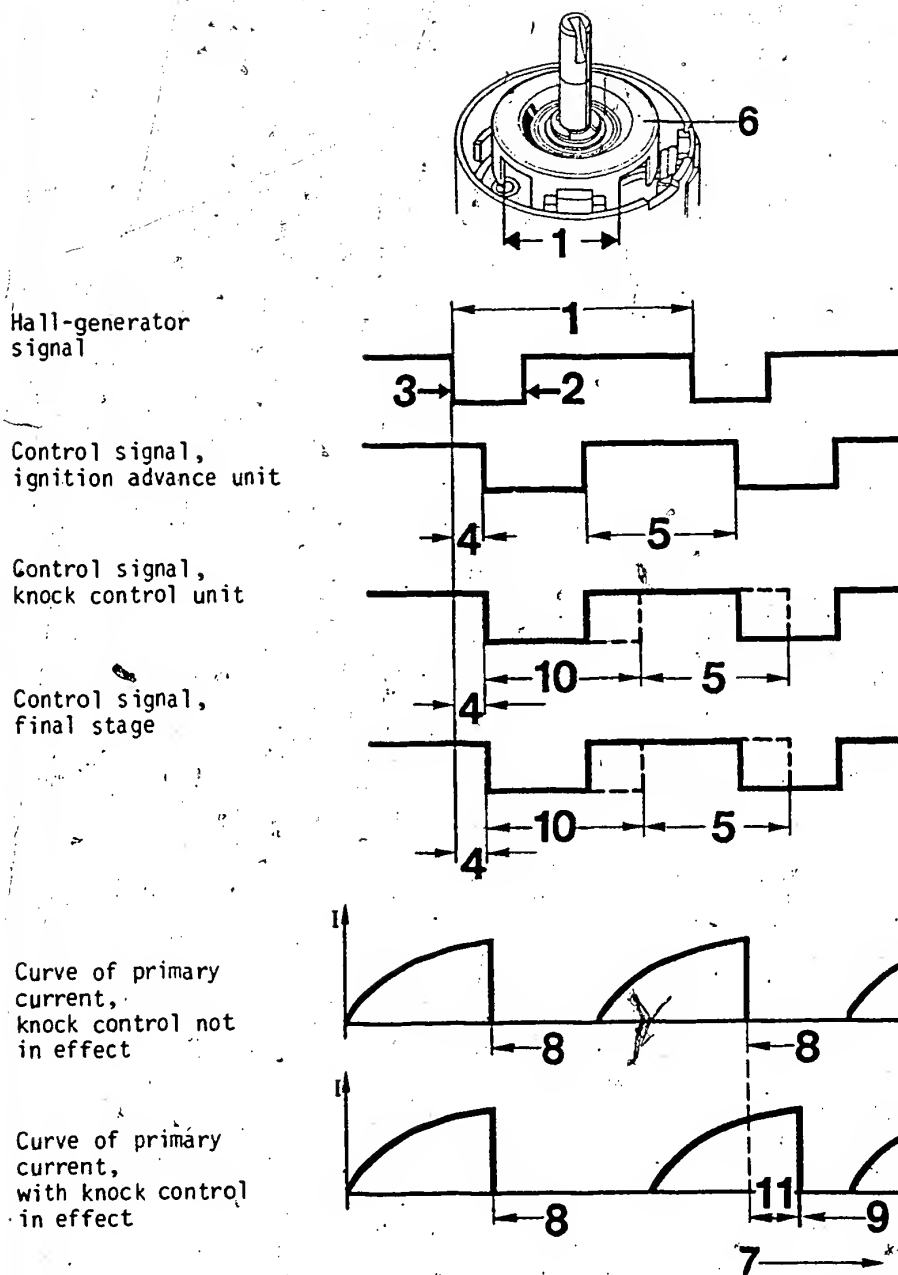 6
1
Hall-generator
signal
1
3
2
Control signal,
ignition advance unit
4
5
Control signal,
knock control unit
10
5
4
Control signal,
final stage
10
5
4
I
Curve of primary
current,
knock control not
in effect
8
8
I
Curve of primary
current,
with knock control
in effect
8
11
9
7